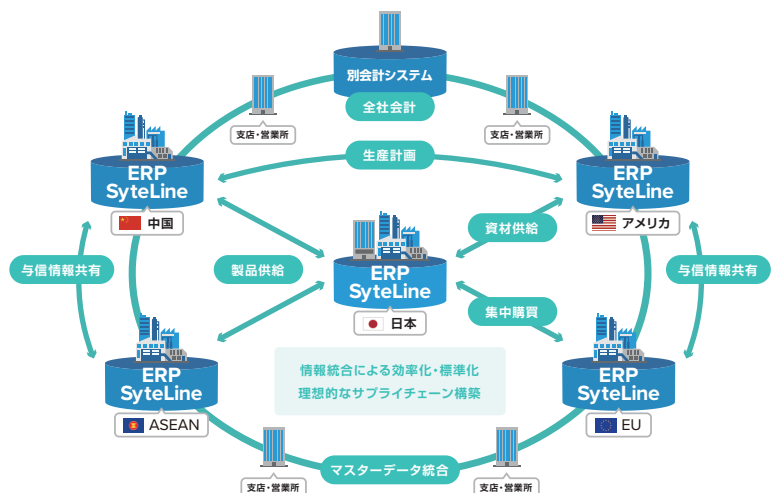 別会計システム
全社会計
支店・営業所
支店・営業所
生産計画
ERP
SyteLine
中国
ERP
SyteLine
アメリカ
資材供給
与信情報共有
製品供給
ERP
SyteLine
日本
与信情報共有
集中購買
ERP
SyteLine
ASEAN
情報統合による効率化・標準化
理想的なサプライチェーン構築
ERP
SyteLine
EU
マスターデータ統合
支店・営業所
支店・営業所